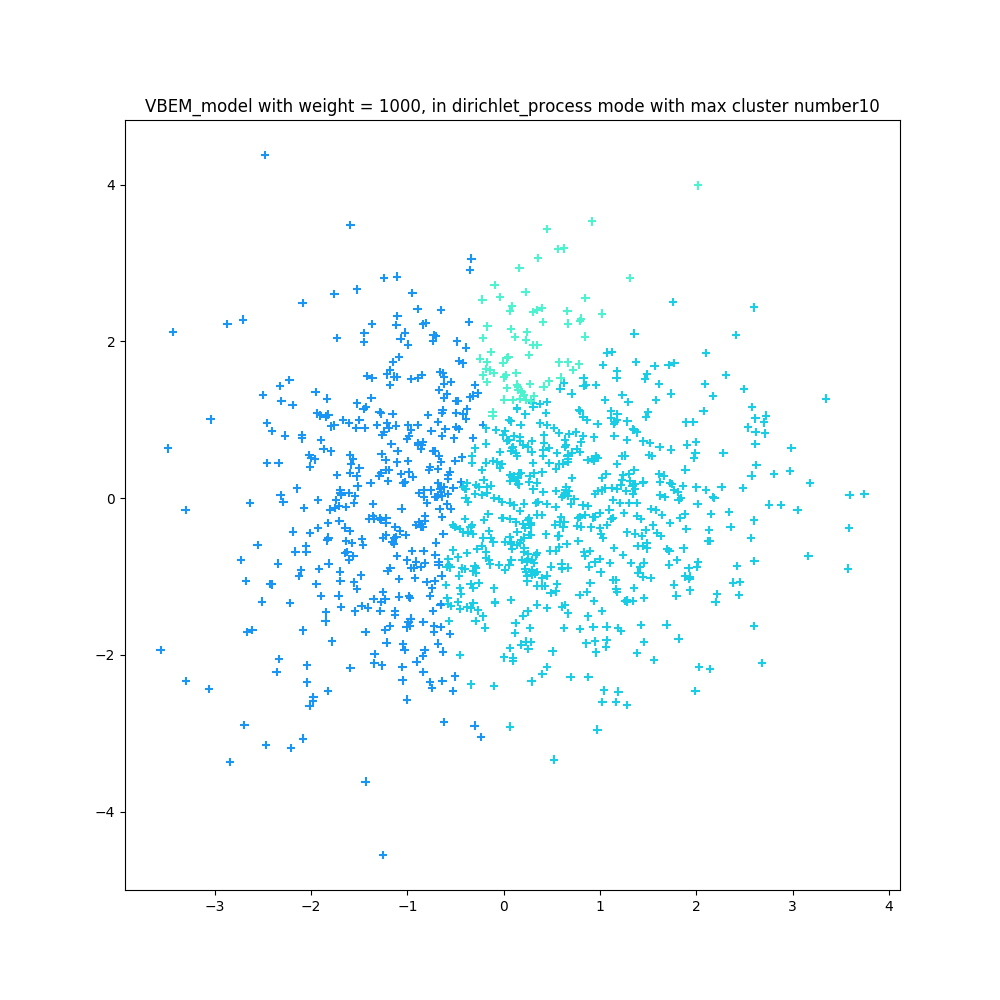 VBEM_model with weight = 1000, in dirichlet_process mode with max cluster number10
4
2
0
−2
−4
−3 −2 −1 0 1 2 3 4